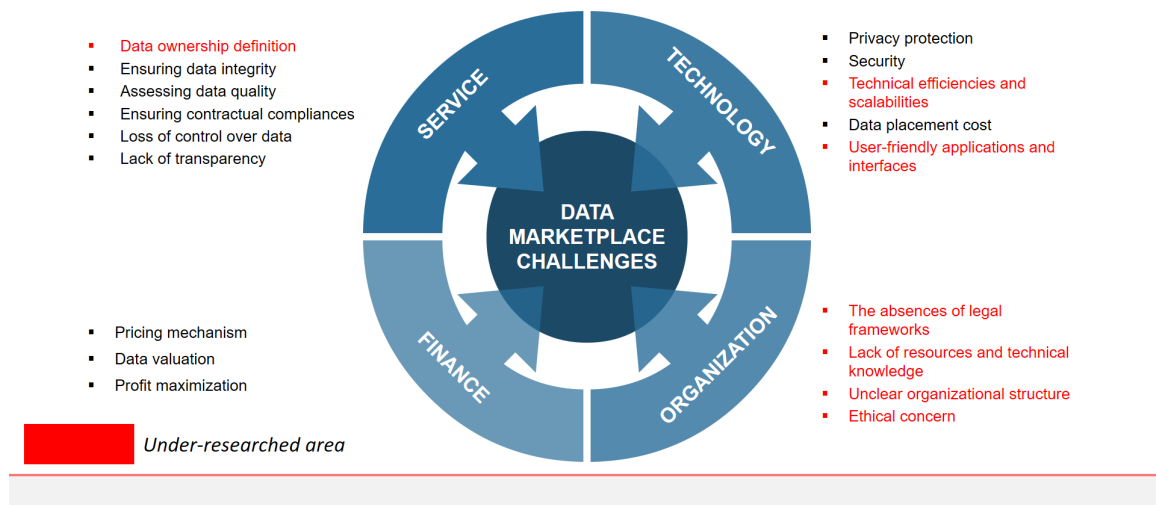 Data ownership definition
Ensuring data integrity
Assessing data quality
Ensuring contractual compliances
Loss of control over data
Lack of transparency
SERVICE
TECHNOLOGY
Privacy protection
Security
Technical efficiencies and
scalabilities
Data placement cost
User-friendly applications and
interfaces
DATA
MARKETPLACE
CHALLENGES
Pricing mechanism
Data valuation
Profit maximization
FINANCE
ORGANIZATION
The absences of legal
frameworks
Lack of resources and technical
knowledge
Unclear organizational structure
Ethical concern
Under-researched area